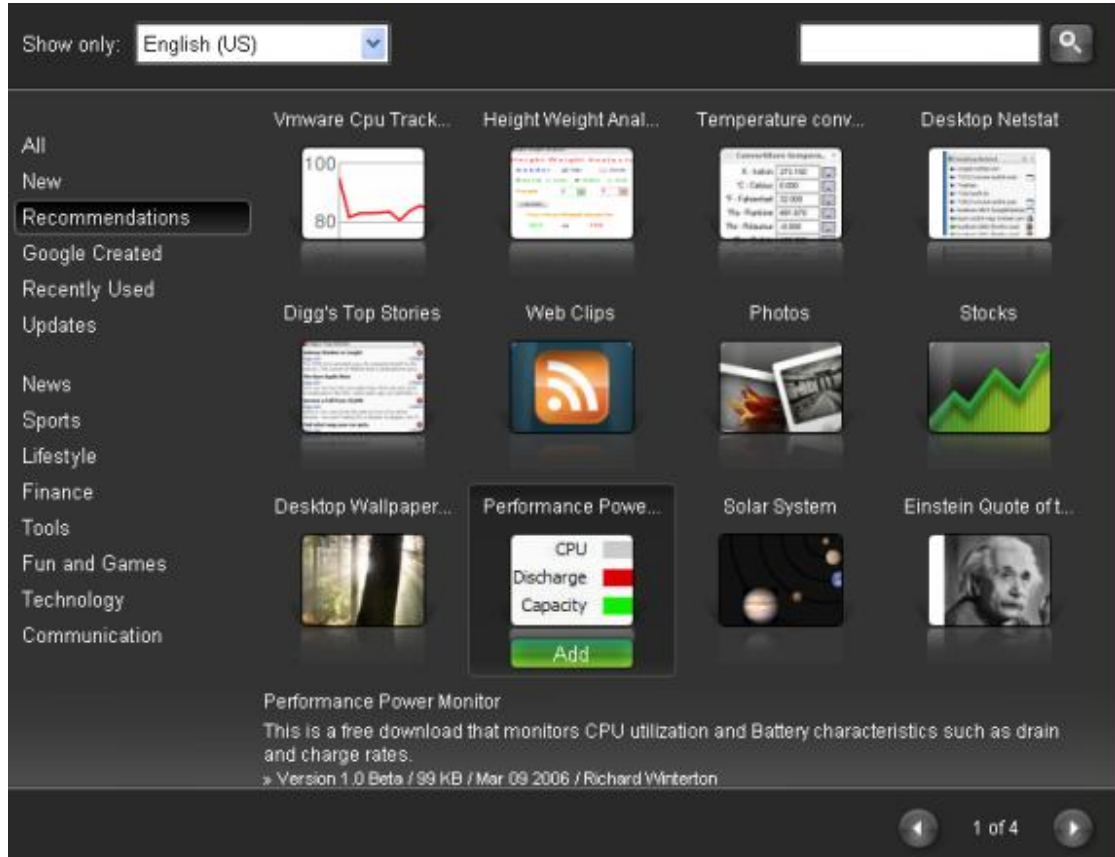 Show only: English (US)
All
New
Recommendations
Google Created
Recently Used
Updates
News
Sports
Lifestyle
Finance
Tools
Fun and Games
Technology
Communication
Vmware Cpu Track... Height Weight Anal... Temperature conv... Desktop Netstat
100
80
Digg's Top Stories Web Clips Photos Stocks
Desktop Wallpaper... Performance Powe... Solar System Einstein Quote of t...
CPU
Discharge
Capacity
Add
Performance Power Monitor
This is a free download that monitors CPU utilization and Battery characteristics such as drain
and charge rates.
» Version 1.0 Beta / 99 KB / Mar 09 2006 / Richard Winterton
1 of 4